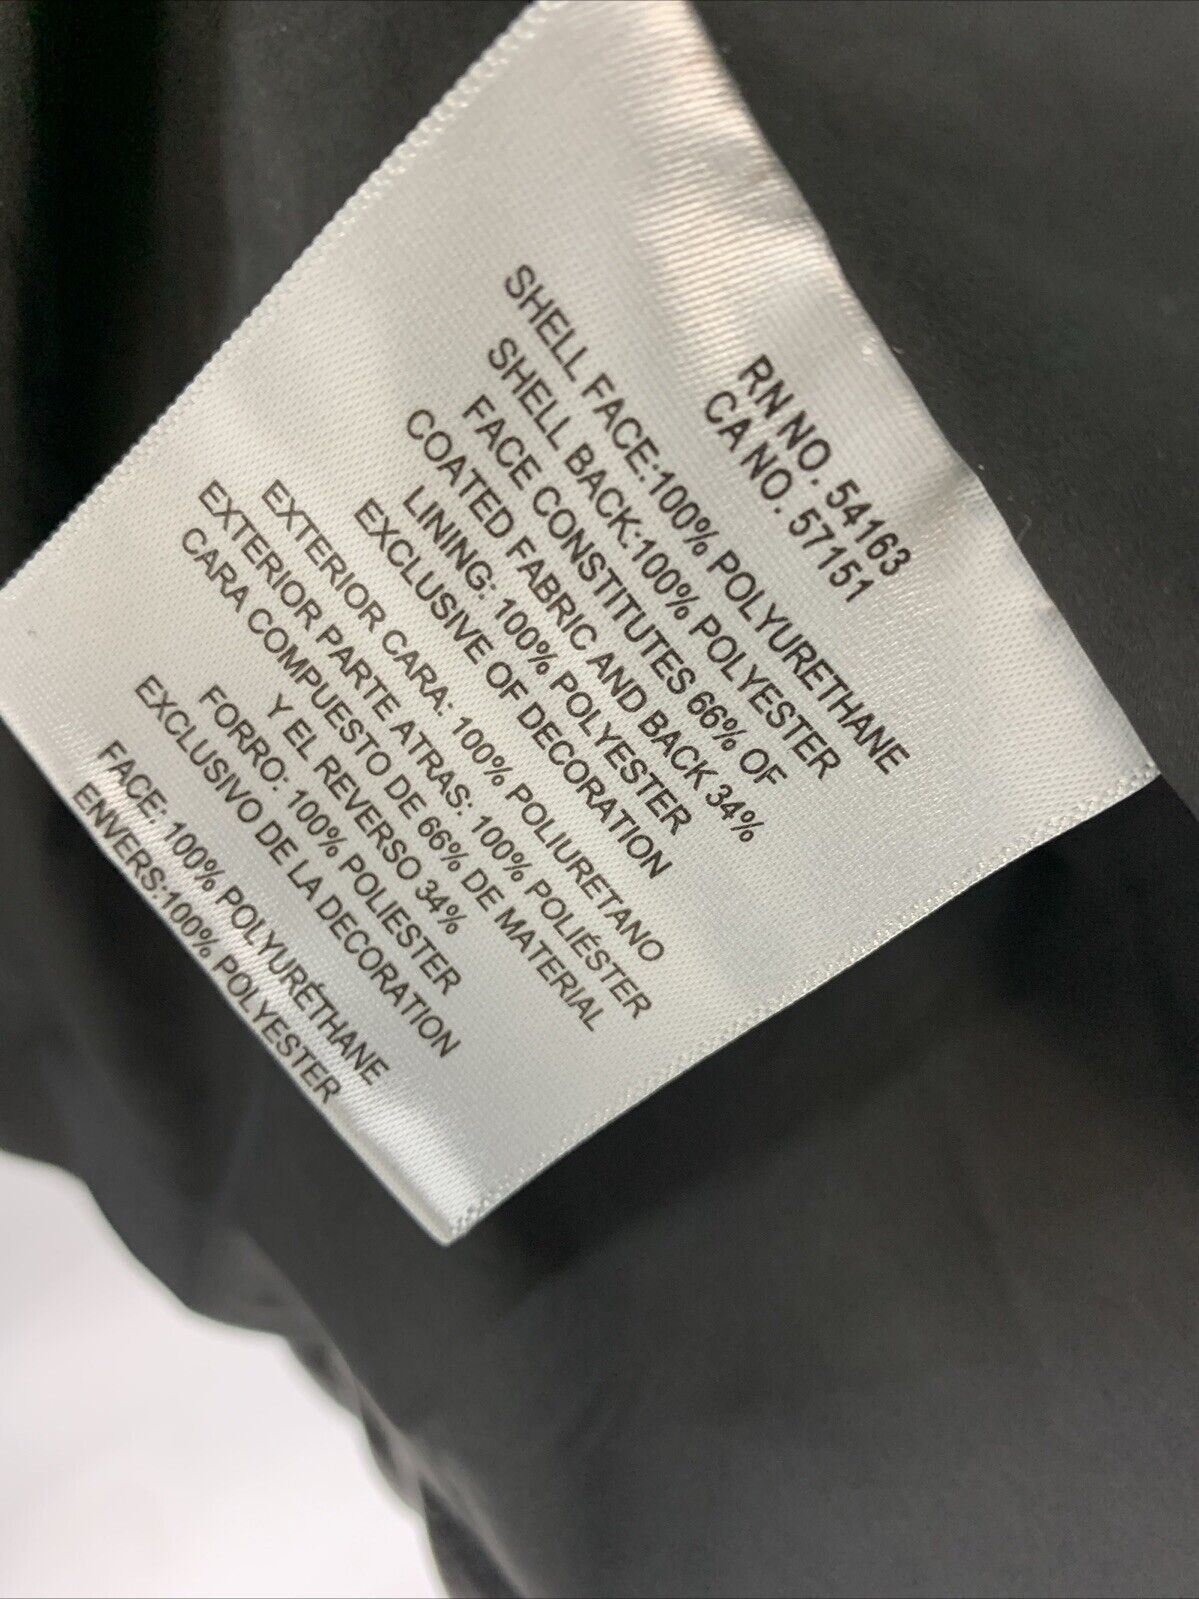 RN NO. 54163
CA NO. 57151
SHELL FACE:100% POLYURETHANE
SHELL BACK:100% POLYESTER
FACE CONSTITUTES 66% OF
COATED FABRIC AND BACK 34%
LINING: 100% POLYESTER
EXCLUSIVE OF DECORATION
EXTERIOR CARA: 100% POLIURETANO
EXTERIOR PARTE ATRAS: 100% POLIÉSTER
CARA COMPUESTO DE 66% DE MATERIAL
Y EL REVERSO 34%
FORRO: 100% POLIESTER
EXCLUSIVO DE LA DECORATION
FACE: 100% POLYURÉTHANE
ENVERS:100% POLYESTER